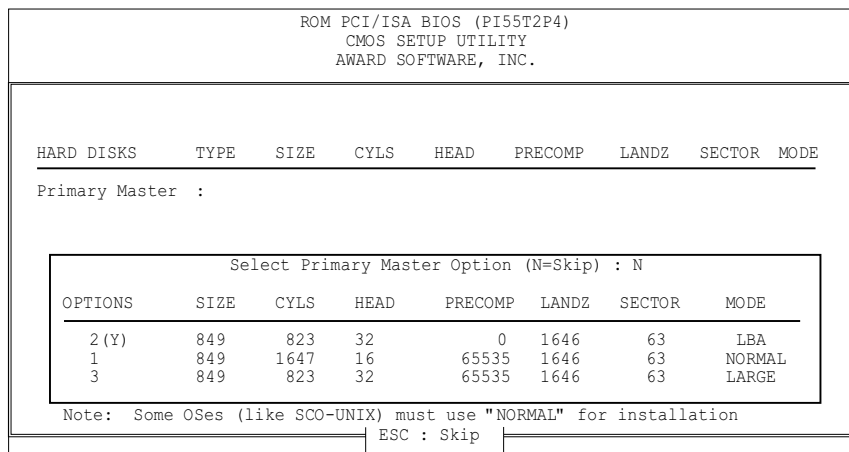 ROM PCI/ISA BIOS (PI55T2P4)
CMOS SETUP UTILITY
AWARD SOFTWARE, INC.
HARD DISKS TYPE SIZE CYLS HEAD PRECOMP LANDZ SECTOR MODE
Primary Master :
Select Primary Master Option (N=Skip) : N
OPTIONS SIZE CYLS HEAD PRECOMP LANDZ SECTOR MODE
2(Y) 849 823 32 0 1646 63 LBA
1 849 1647 16 65535 1646 63 NORMAL
3 849 823 32 65535 1646 63 LARGE
Note: Some OSes (like SCO-UNIX) must use "NORMAL" for installation
ESC : Skip